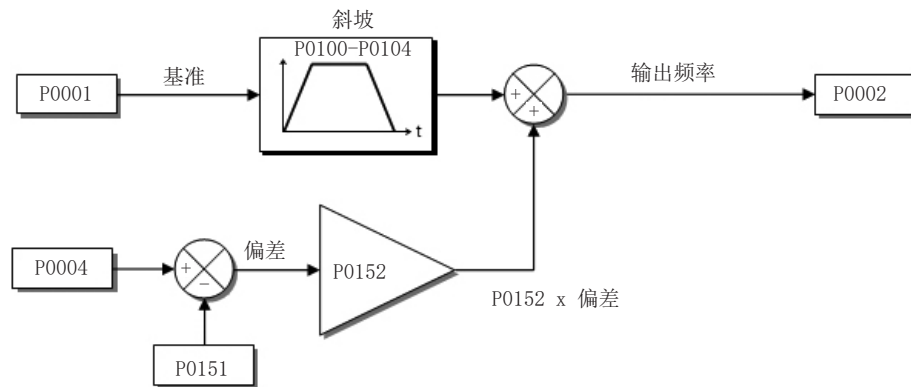 斜坡
P0100-P0104
P0001
基准
t
+
+
输出频率
P0002
P0004
+
−
偏差
P0152
P0152 x 偏差
P0151